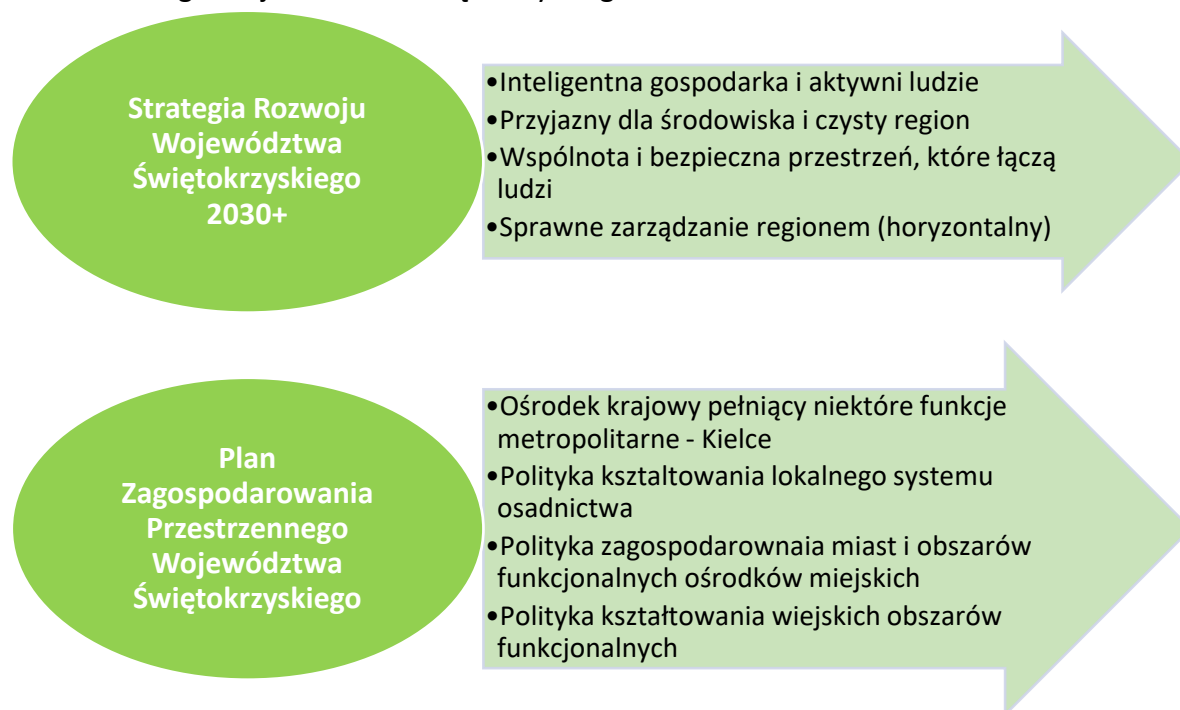 Strategia Rozwoju
Województwa
Świętokrzyskiego
2030+
•Inteligentna gospodarka i aktywni ludzie
•Przyjazny dla środowiska i czysty region
•Wspólnota i bezpieczna przestrzeń, które łączą
ludzi
•Sprawne zarządzanie regionem (horyzontalny)
Plan
Zagospodarowania
Przestrzennego
Województwa
Świętokrzyskiego
•Ośrodek krajowy pełniący niektóre funkcje
metropolitarne - Kielce
•Polityka kształtowania lokalnego systemu
osadnictwa
•Polityka zagospodarownaia miast i obszarów
funkcjonalnych ośrodków miejskich
•Polityka kształtowania wiejskich obszarów
funkcjonalnych